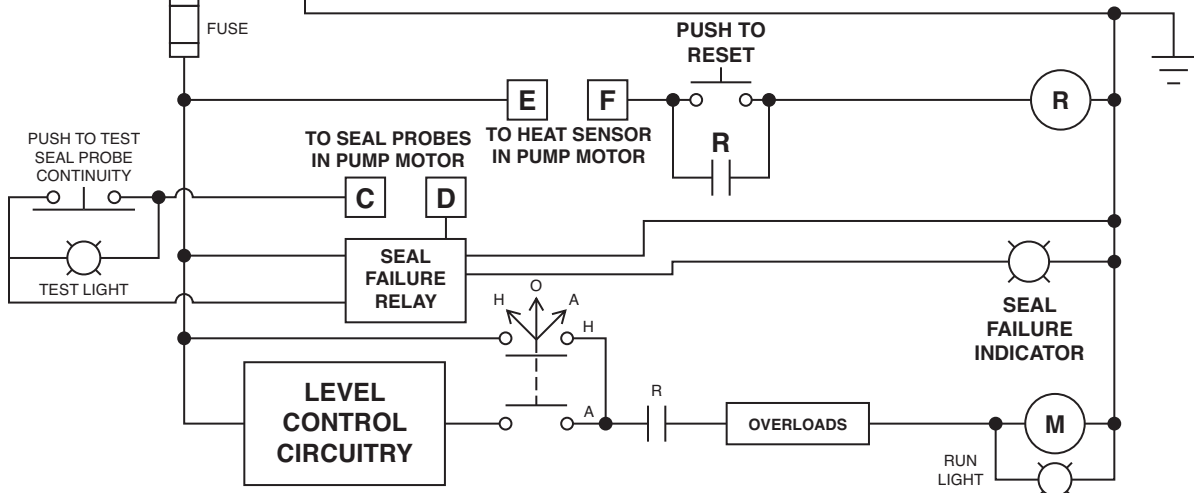 FUSE
PUSH TO
RESET
E
F
R
TO SEAL PROBES
IN PUMP MOTOR
TO HEAT SENSOR
IN PUMP MOTOR
R
PUSH TO TEST
SEAL PROBE
CONTINUITY
C
D
SEAL
FAILURE
RELAY
TEST LIGHT
H
O
A
H
SEAL
FAILURE
INDICATOR
LEVEL
CONTROL
CIRCUITRY
A
R
OVERLOADS
M
RUN
LIGHT